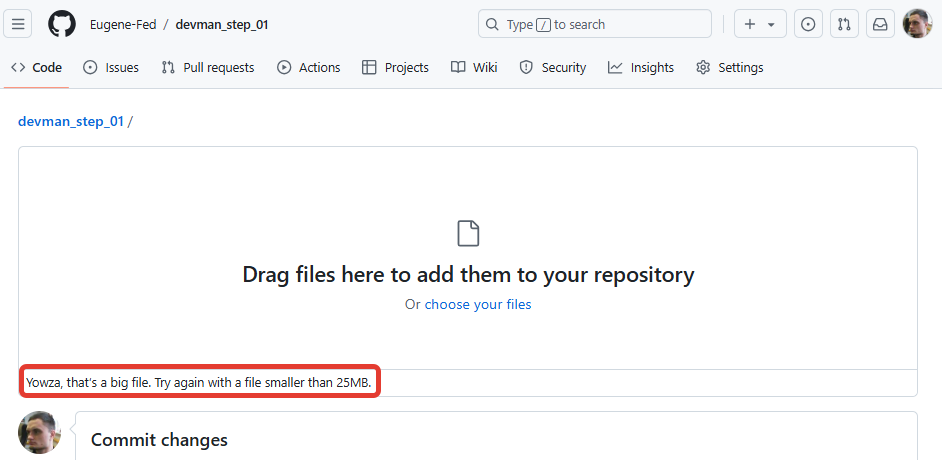 Eugene-Fed / devman_step_01
Type / to search
Code
Issues
Pull requests
Actions
Projects
Wiki
Security
Insights
Settings
devman_step_01 /
Drag files here to add them to your repository
Or choose your files
Yowza, that's a big file. Try again with a file smaller than 25MB.
Commit changes